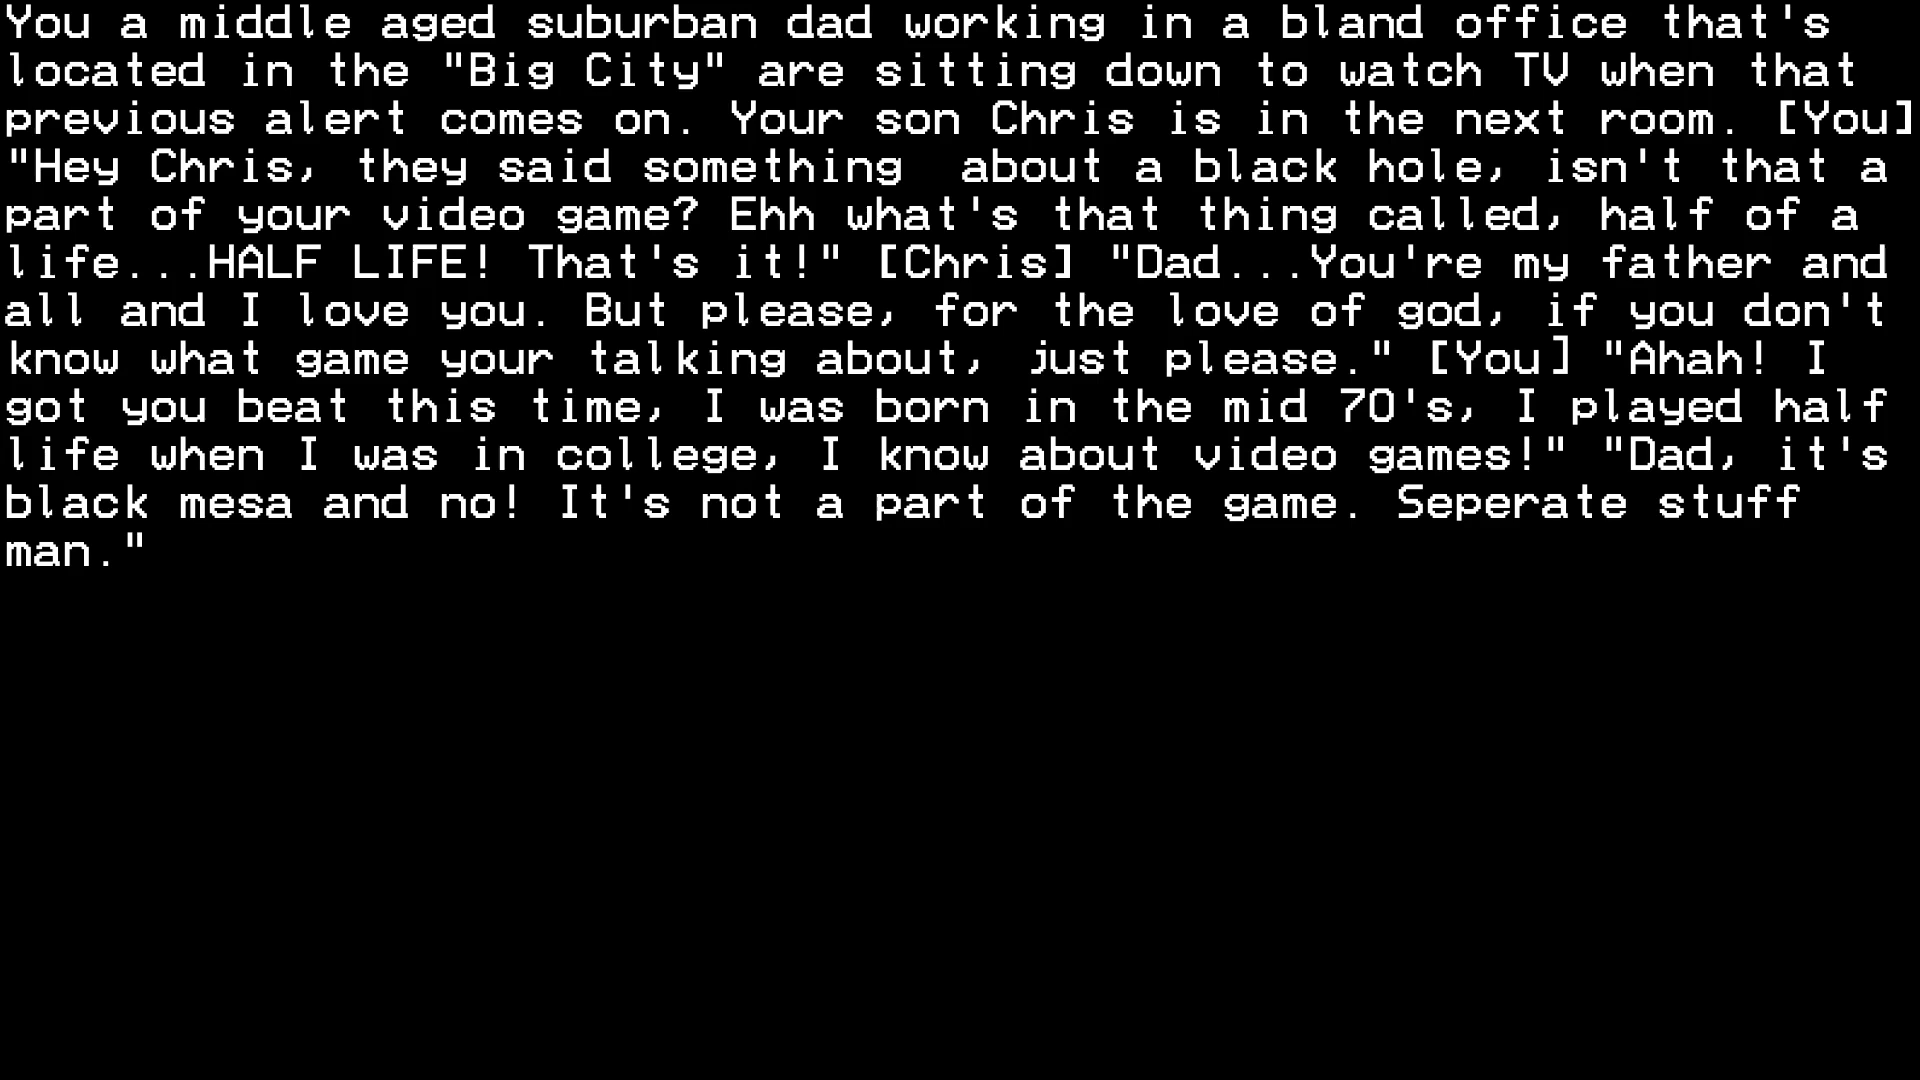 You a middle aged suburban dad working in a bland office that's
located in the "Big City" are sitting down to watch TV when that
previous alert comes on. Your son Chris is in the next room. [You]
"Hey Chris, they said something  about a black hole, isn't that a
part of your video game? Ehh what's that thing called, half of a
life...HALF LIFE! That's it!" [Chris] "Dad...You're my father and
all and I love you. But please, for the love of god, if you don't
know what game your talking about, just please." [You] "Ahah! I
got you beat this time, I was born in the mid 70's, I played half
life when I was in college, I know about video games!" "Dad, it's
black mesa and no! It's not a part of the game. Seperate stuff
man."